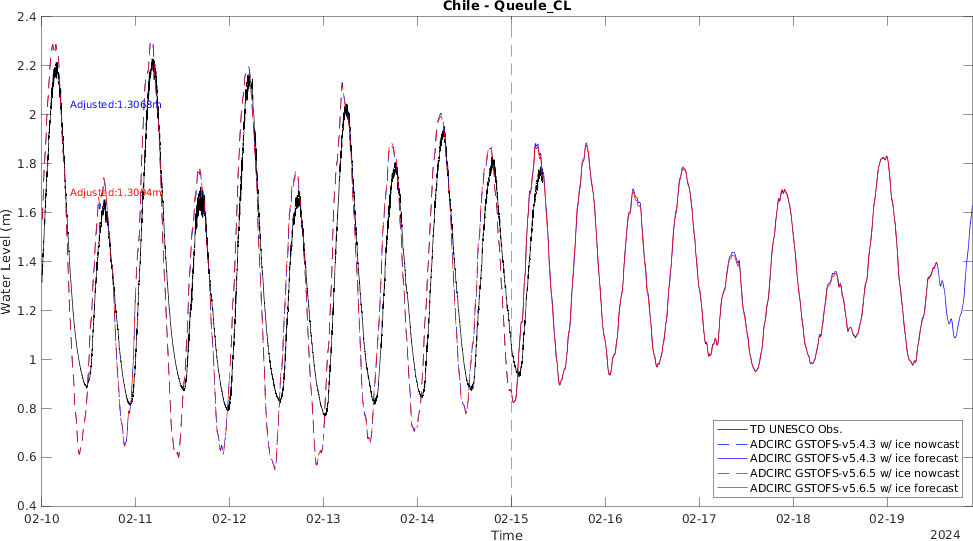 Chile - Queule_CL
2.4
2.2
2
1.8
1.6
1.4
1.2
1
0.8
0.6
0.4
Water Level (m)
Adjusted:1.3063m
Adjusted:1.3004m
TD UNESCO Obs.
ADCIRC GSTOFS-v5.4.3 w/ ice nowcast
ADCIRC GSTOFS-v5.4.3 w/ ice forecast
ADCIRC GSTOFS-v5.6.5 w/ ice nowcast
ADCIRC GSTOFS-v5.6.5 w/ ice forecast
02-10 02-11 02-12 02-13 02-14 02-15 02-16 02-17 02-18 02-19
Time
2024